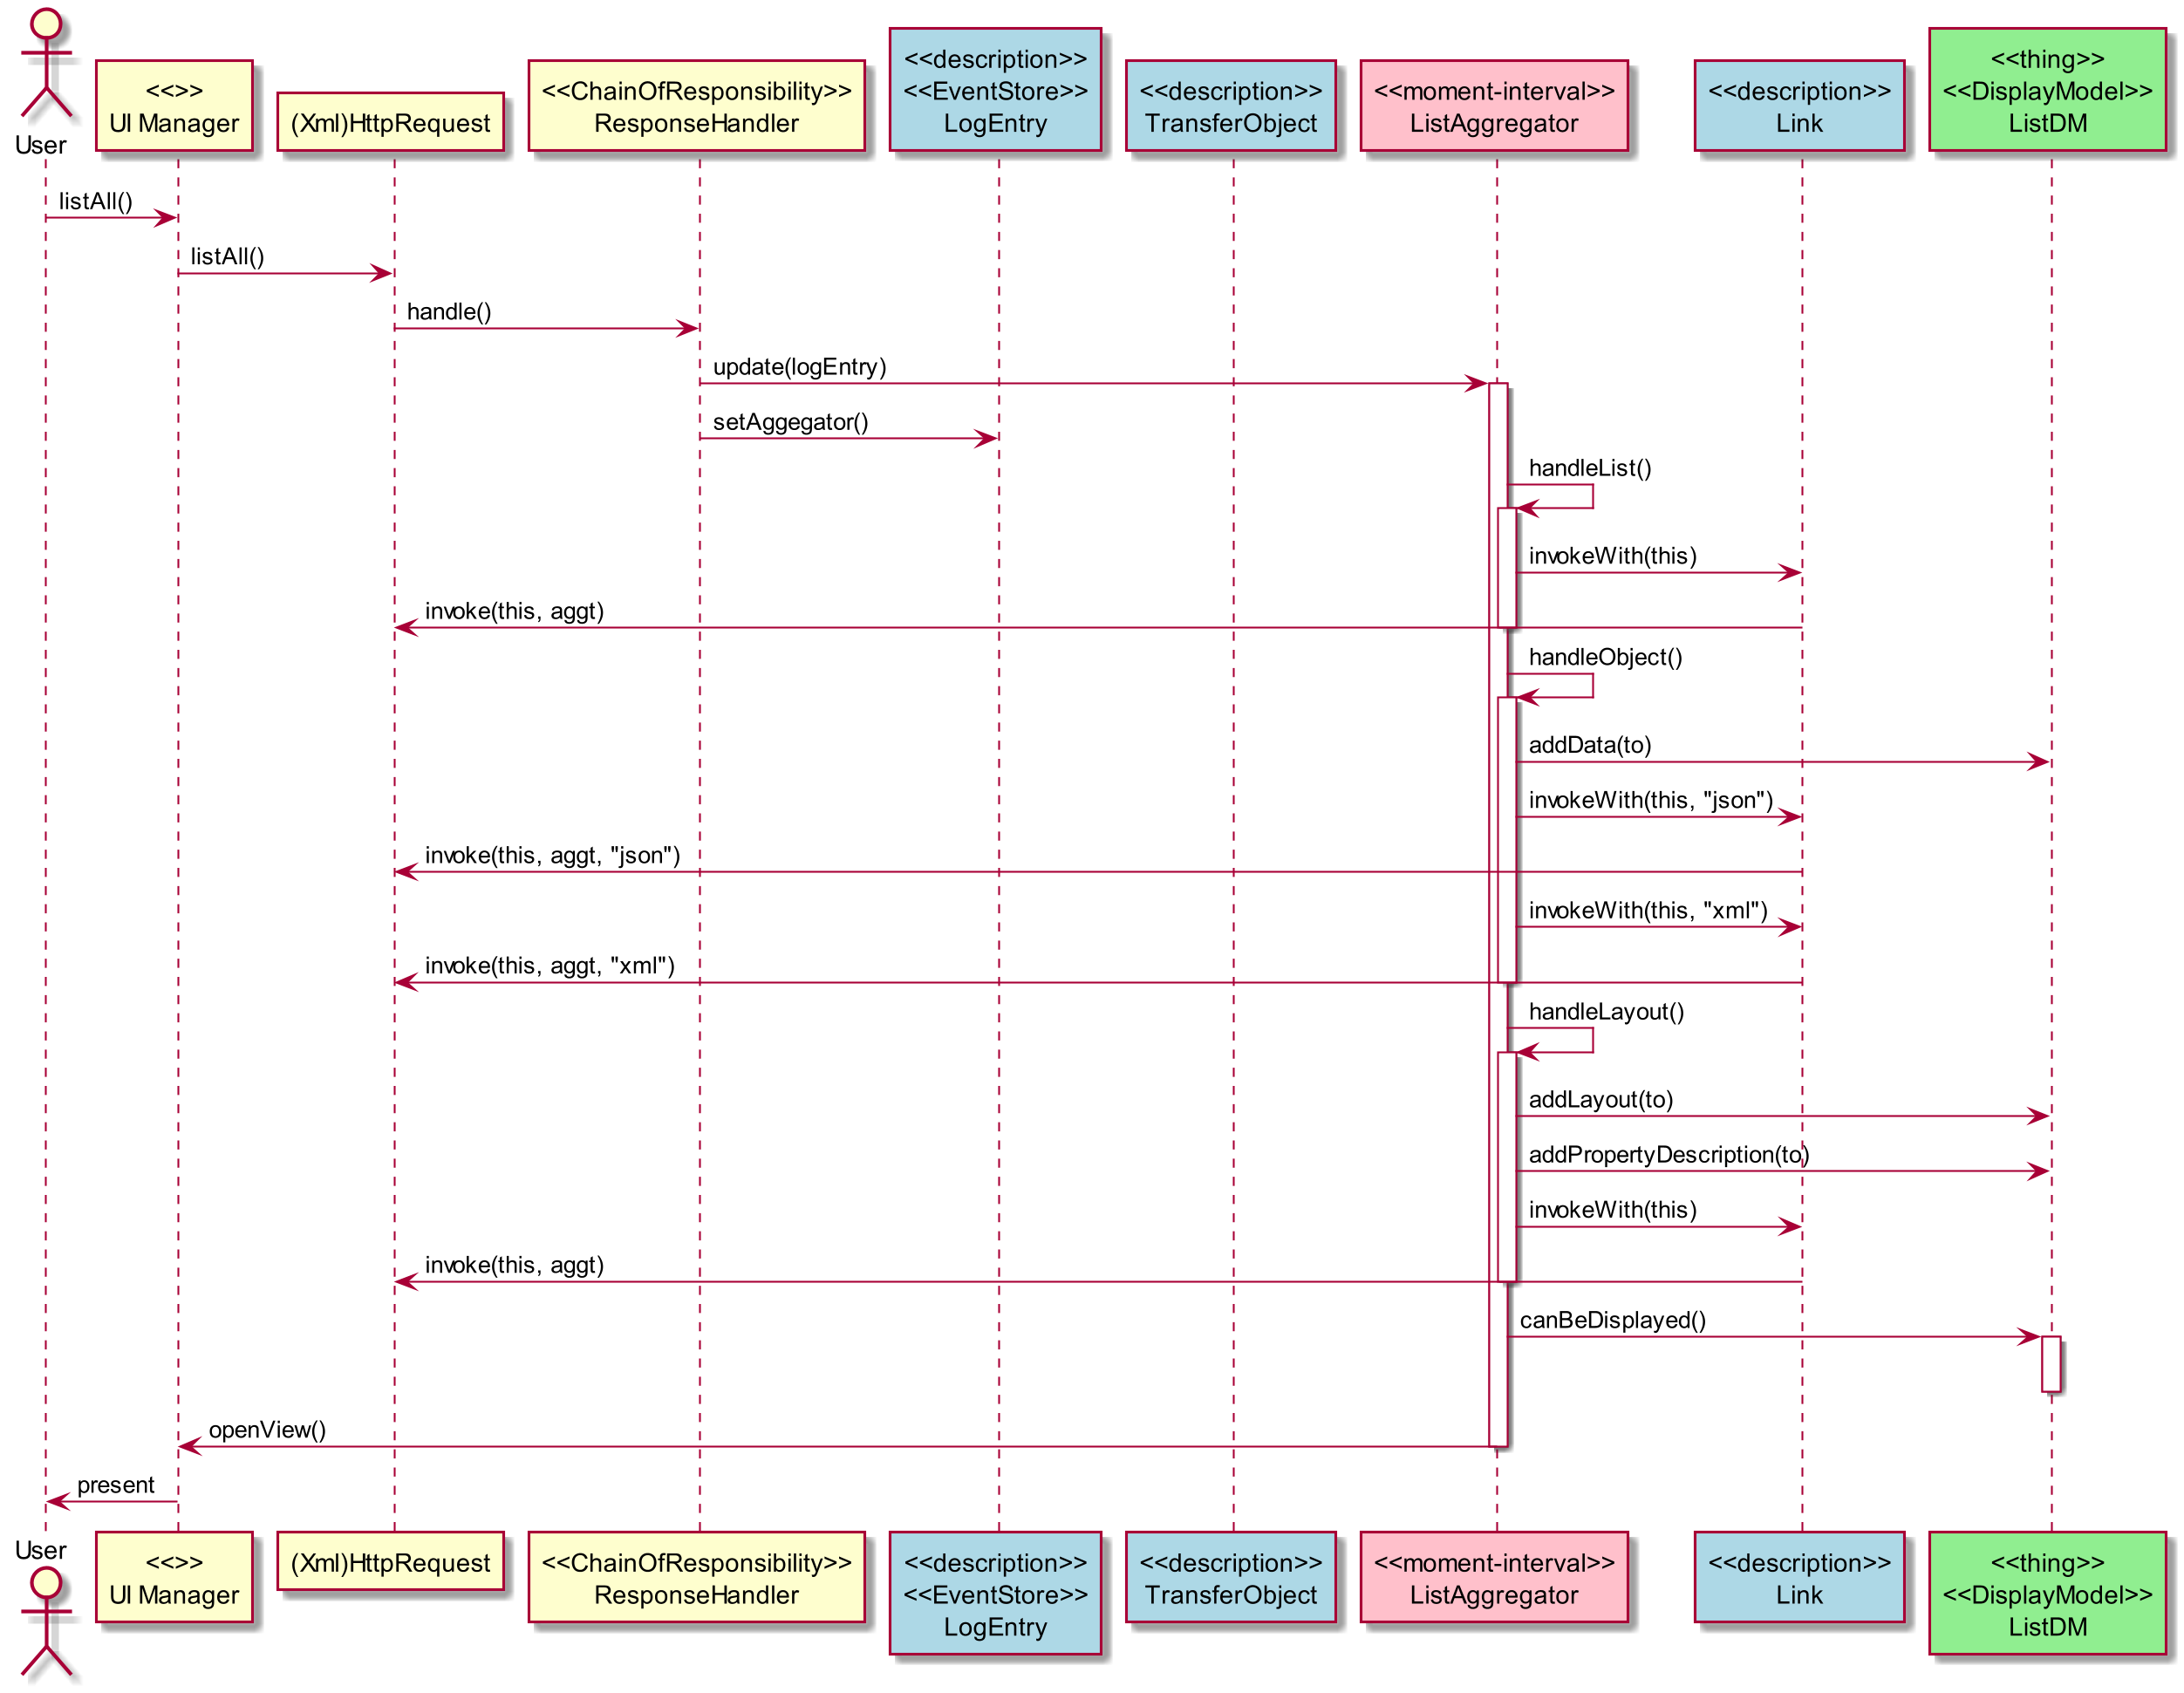 User
<<>>
UI Manager
(Xml)HttpRequest
<<ChainOfResponsibility>>
ResponseHandler
<<description>>
<<EventStore>>
LogEntry
<<description>>
TransferObject
<<moment-interval>>
ListAggregator
<<description>>
Link
<<thing>>
<<DisplayModel>>
ListDM
listAll()
listAll()
handle()
update(logEntry)
setAggegator()
handleList()
invokeWith(this)
invoke(this, aggt)
handleObject()
addData(to)
invokeWith(this, "json")
invoke(this, aggt, "json")
invokeWith(this, "xml")
invoke(this, aggt, "xml")
handleLayout()
addLayout(to)
addPropertyDescription(to)
invokeWith(this)
invoke(this, aggt)
canBeDisplayed()
openView()
present
User
<<>>
UI Manager
(Xml)HttpRequest
<<ChainOfResponsibility>>
ResponseHandler
<<description>>
<<EventStore>>
LogEntry
<<description>>
TransferObject
<<moment-interval>>
ListAggregator
<<description>>
Link
<<thing>>
<<DisplayModel>>
ListDM